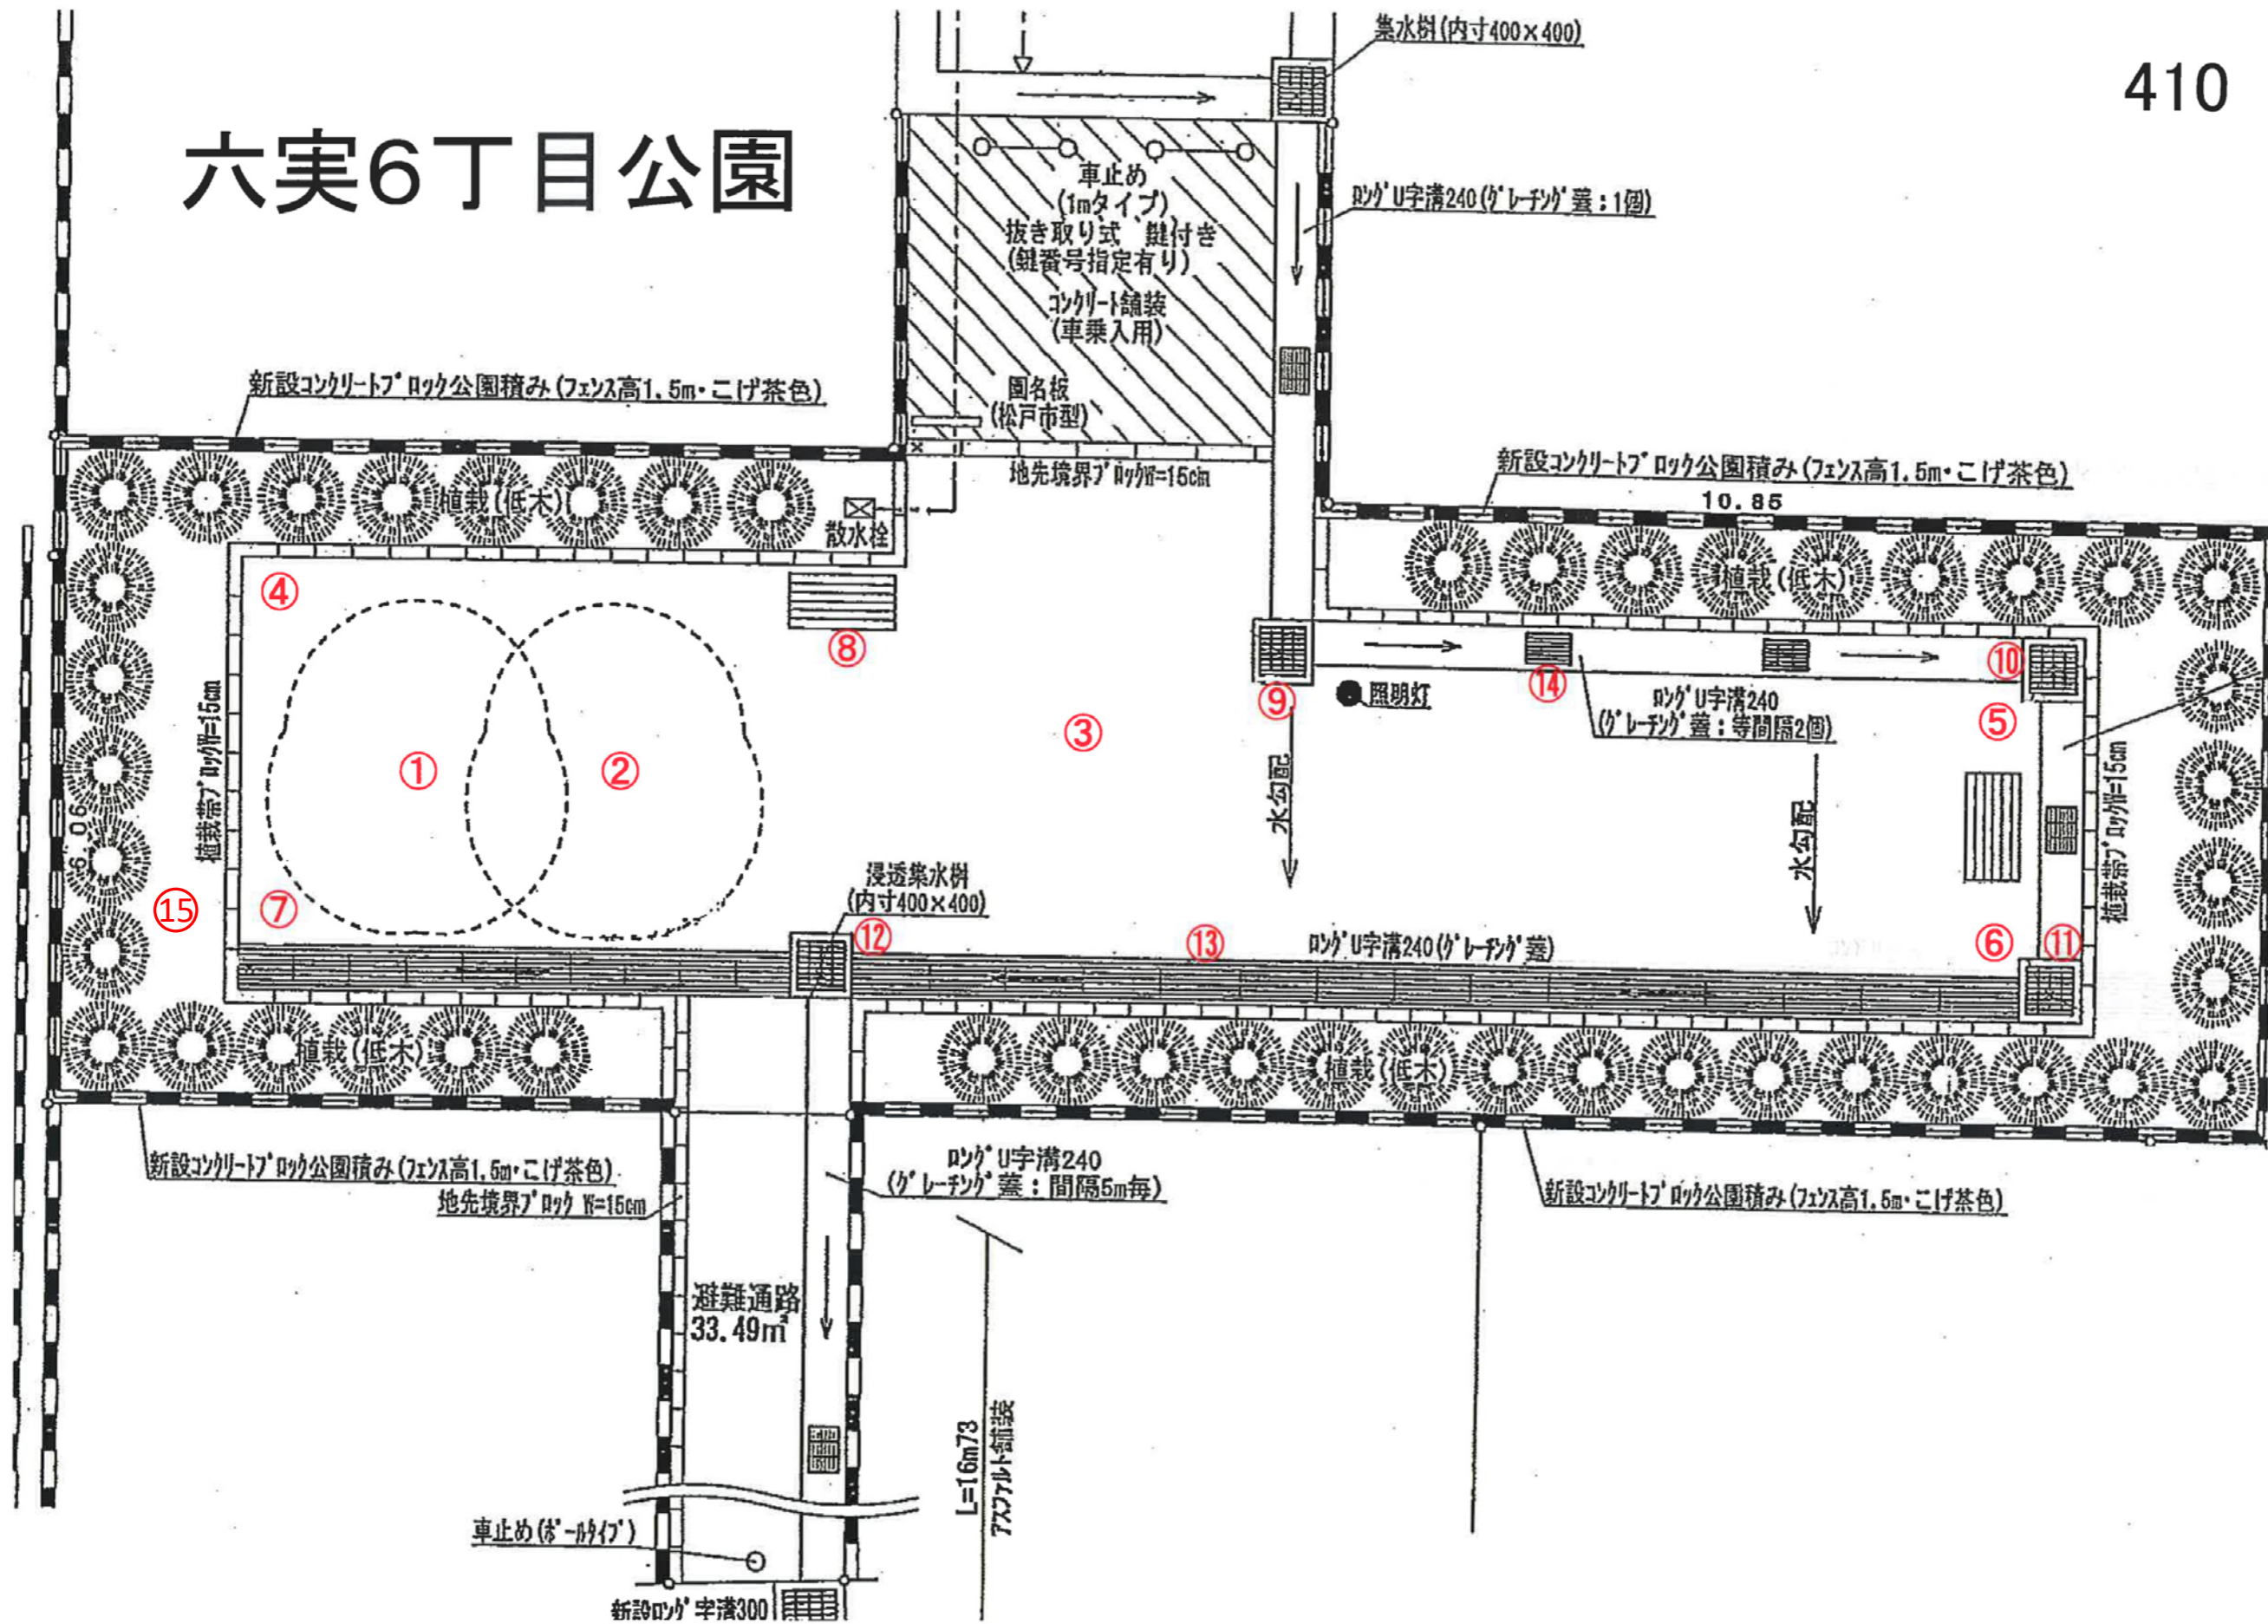 410
六実6丁目公園
集水桝(内寸400×400)
車止め
(1mタイプ)
抜き取り式 鍵付き
(鍵番号指定有り)
コンクリート舗装
(車乗入用)
ロングU字溝240(グレーチング蓋:1個)
園名板
(松戸市型)
地先境界ブロックW=15cm
新設コンクリートブロック公園積み(フェンス高1.5m・こげ茶色)
新設コンクリートブロック公園積み(フェンス高1.5m・こげ茶色)
10.85
植栽(低木)
散水栓
植栽(低木)
④
⑧
⑨
照明灯
⑭
ロングU字溝240
(グレーチング蓋:等間隔2個)
⑩
⑤
植栽帯ブロックW=15cm
①
②
③
水勾配
水勾配
植栽帯ブロックW=15cm
6.06
⑮
⑦
浸透集水桝
(内寸400×400)
⑫
⑬
ロングU字溝240(グレーチング蓋)
⑥
⑪
植栽(低木)
植栽(低木)
新設コンクリートブロック公園積み(フェンス高1.5m・こげ茶色)
地先境界ブロック W=15cm
ロングU字溝240
(グレーチング蓋:間隔5m毎)
新設コンクリートブロック公園積み(フェンス高1.5m・こげ茶色)
避難通路
33.49㎡
L=16m73
アスファルト舗装
車止め(ポールタイプ)
新設ロングU字溝300